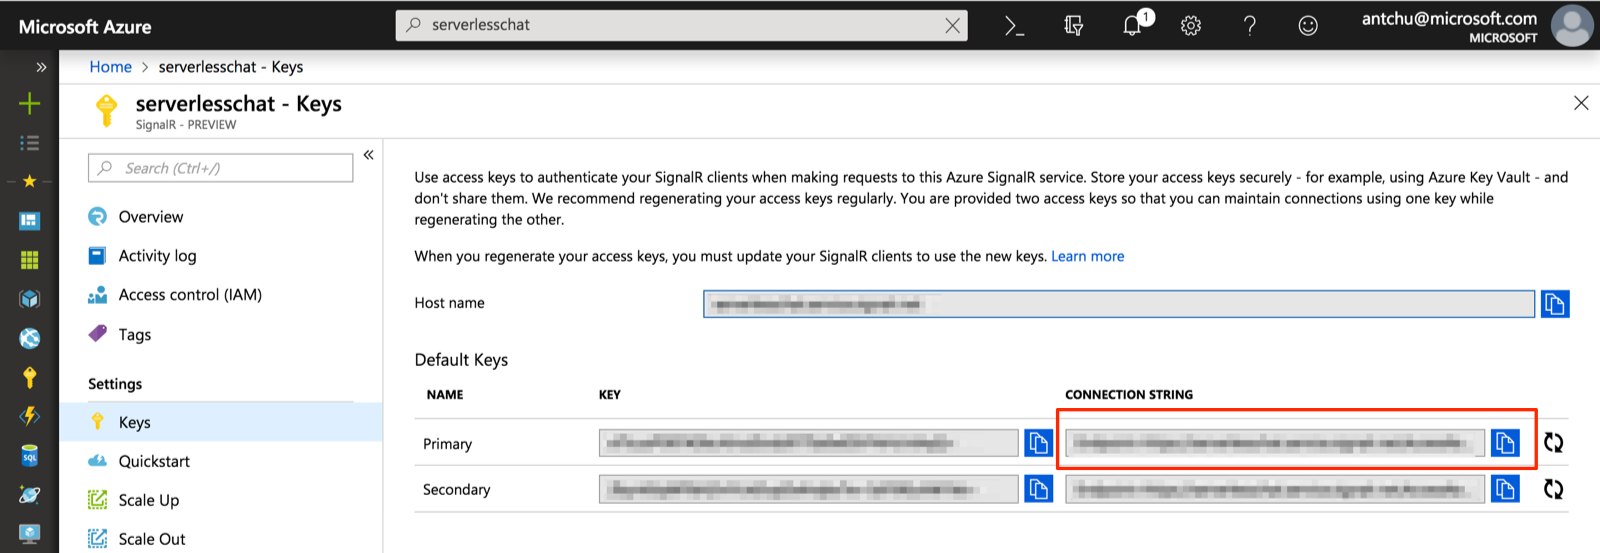 Microsoft Azure
serverlesschat
1
antchu@microsoft.com
MICROSOFT
Home > serverlesschat - Keys
serverlesschat - Keys
SignalR - PREVIEW
Search (Ctrl+/)
Overview
Activity log
Access control (IAM)
Tags
Settings
Keys
Quickstart
Scale Up
Scale Out
SQL
Use access keys to authenticate your SignalR clients when making requests to this Azure SignalR service. Store your access keys securely - for example, using Azure Key Vault - and
don't share them. We recommend regenerating your access keys regularly. You are provided two access keys so that you can maintain connections using one key while
regenerating the other.
When you regenerate your access keys, you must update your SignalR clients to use the new keys. Learn more
Host name
Default Keys
NAME KEY CONNECTION STRING
Primary
Secondary